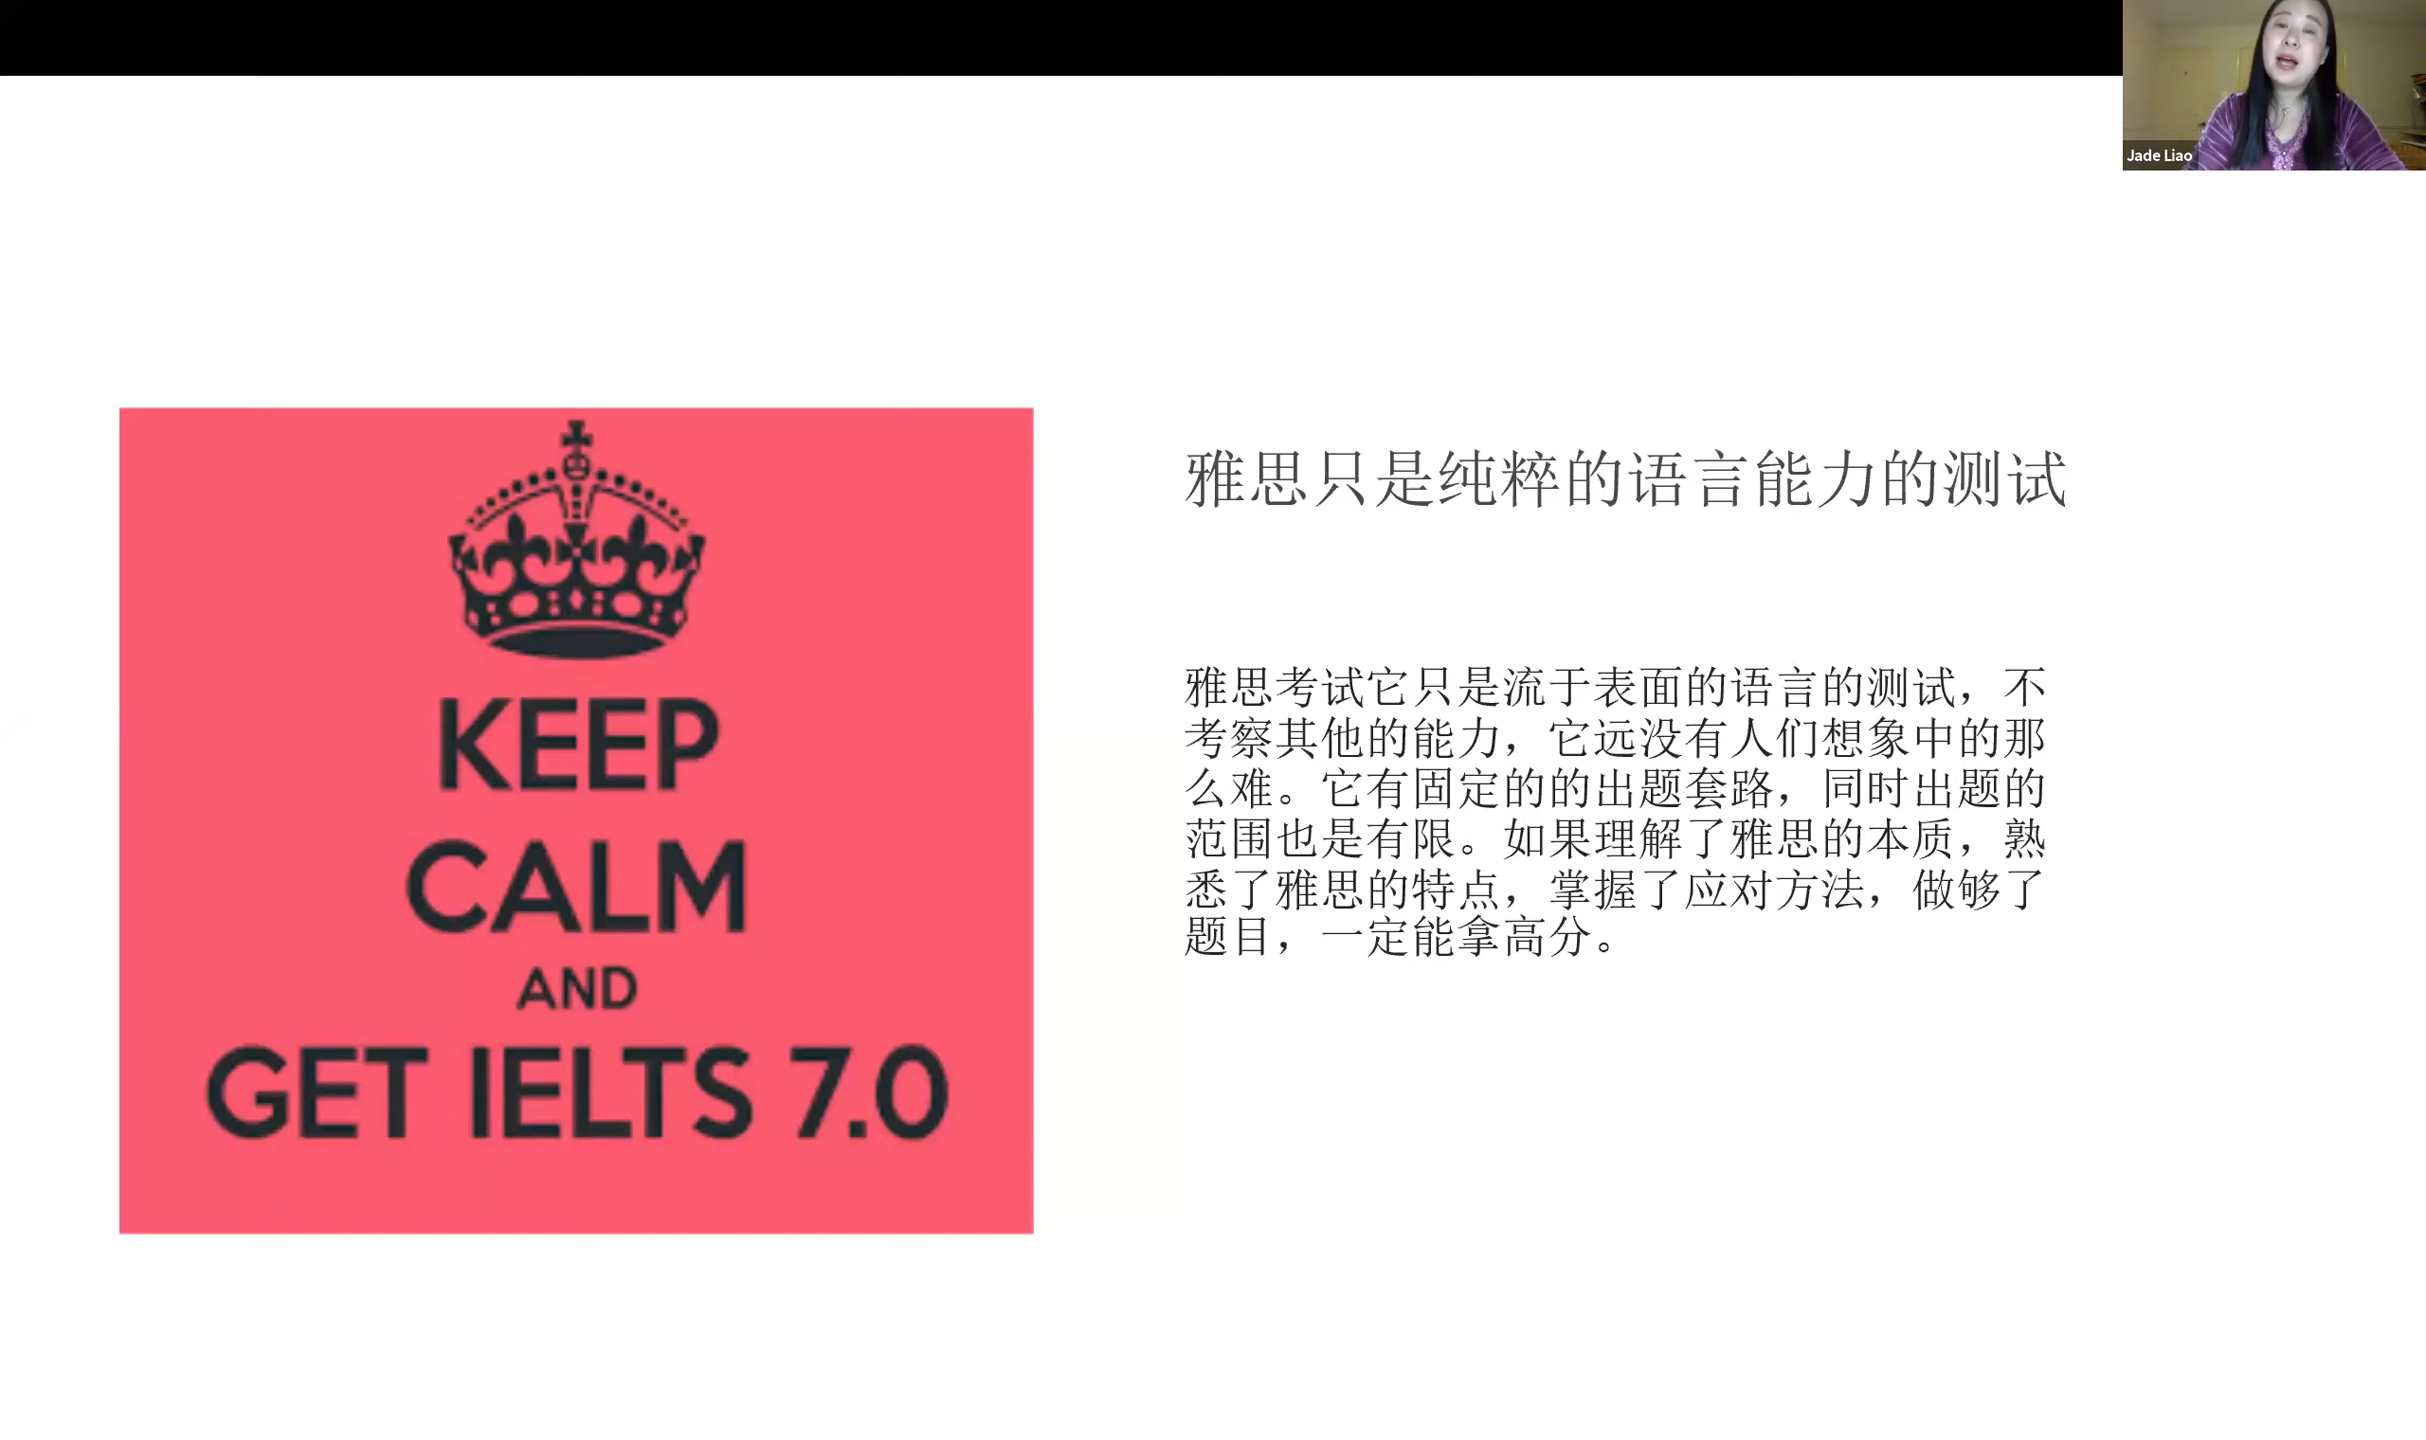 Jade Liao
KEEP
CALM
AND
GET IELTS 7.0
雅思只是纯粹的语言能力的测试
雅思考试它只是流于表面的语言的测试，不
考察其他的能力，它远没有人们想象中的那
么难。它有固定的的出题套路，同时出题的
范围也是有限。如果理解了雅思的本质，熟
悉了雅思的特点，掌握了应对方法，做够了
题目，一定能拿高分。